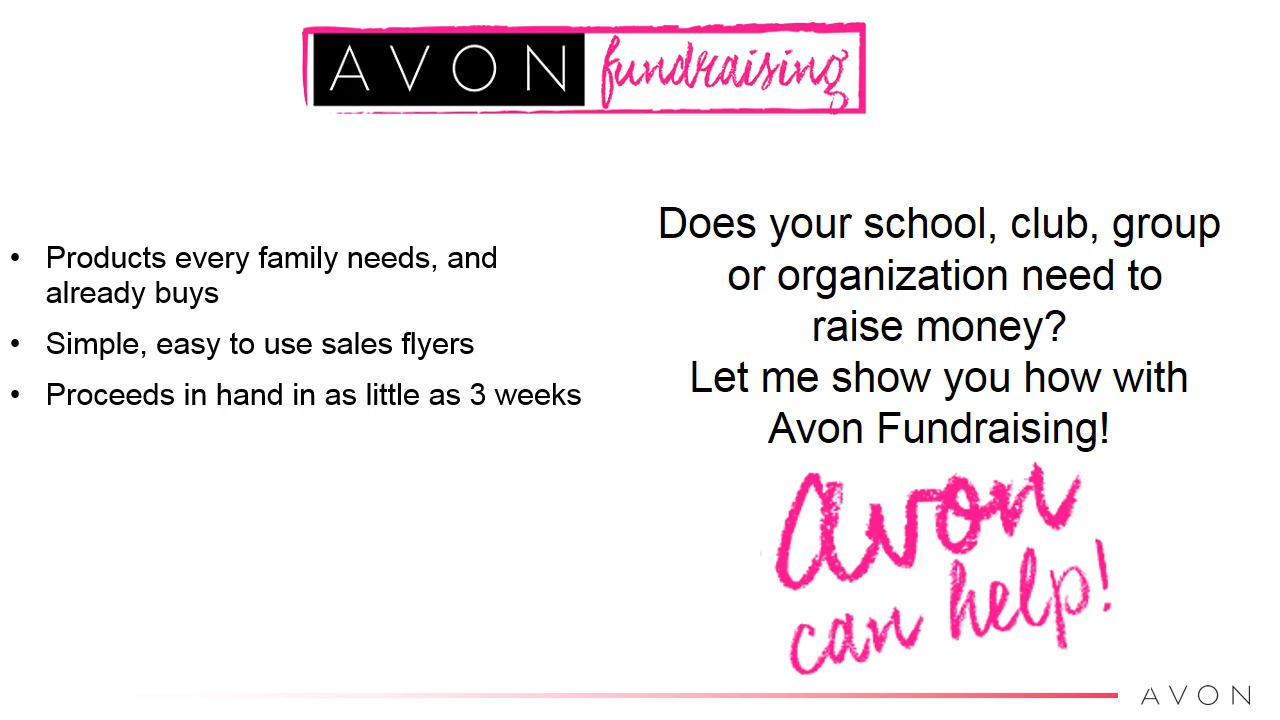 AVON fundraising
• Products every family needs, and
already buys
• Simple, easy to use sales flyers
• Proceeds in hand in as little as 3 weeks
Does your school, club, group
or organization need to
raise money?
Let me show you how with
Avon Fundraising!
avon
can help!
AVON